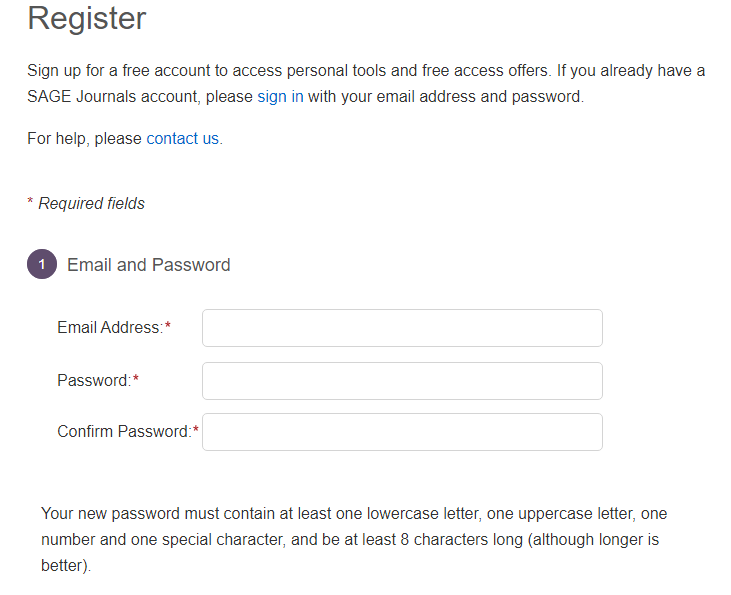 Register
Sign up for a free account to access personal tools and free access offers. If you already have a
SAGE Journals account, please sign in with your email address and password.
For help, please contact us.
* Required fields
1 Email and Password
Email Address:*
Password:*
Confirm Password:*
Your new password must contain at least one lowercase letter, one uppercase letter, one
number and one special character, and be at least 8 characters long (although longer is
better).